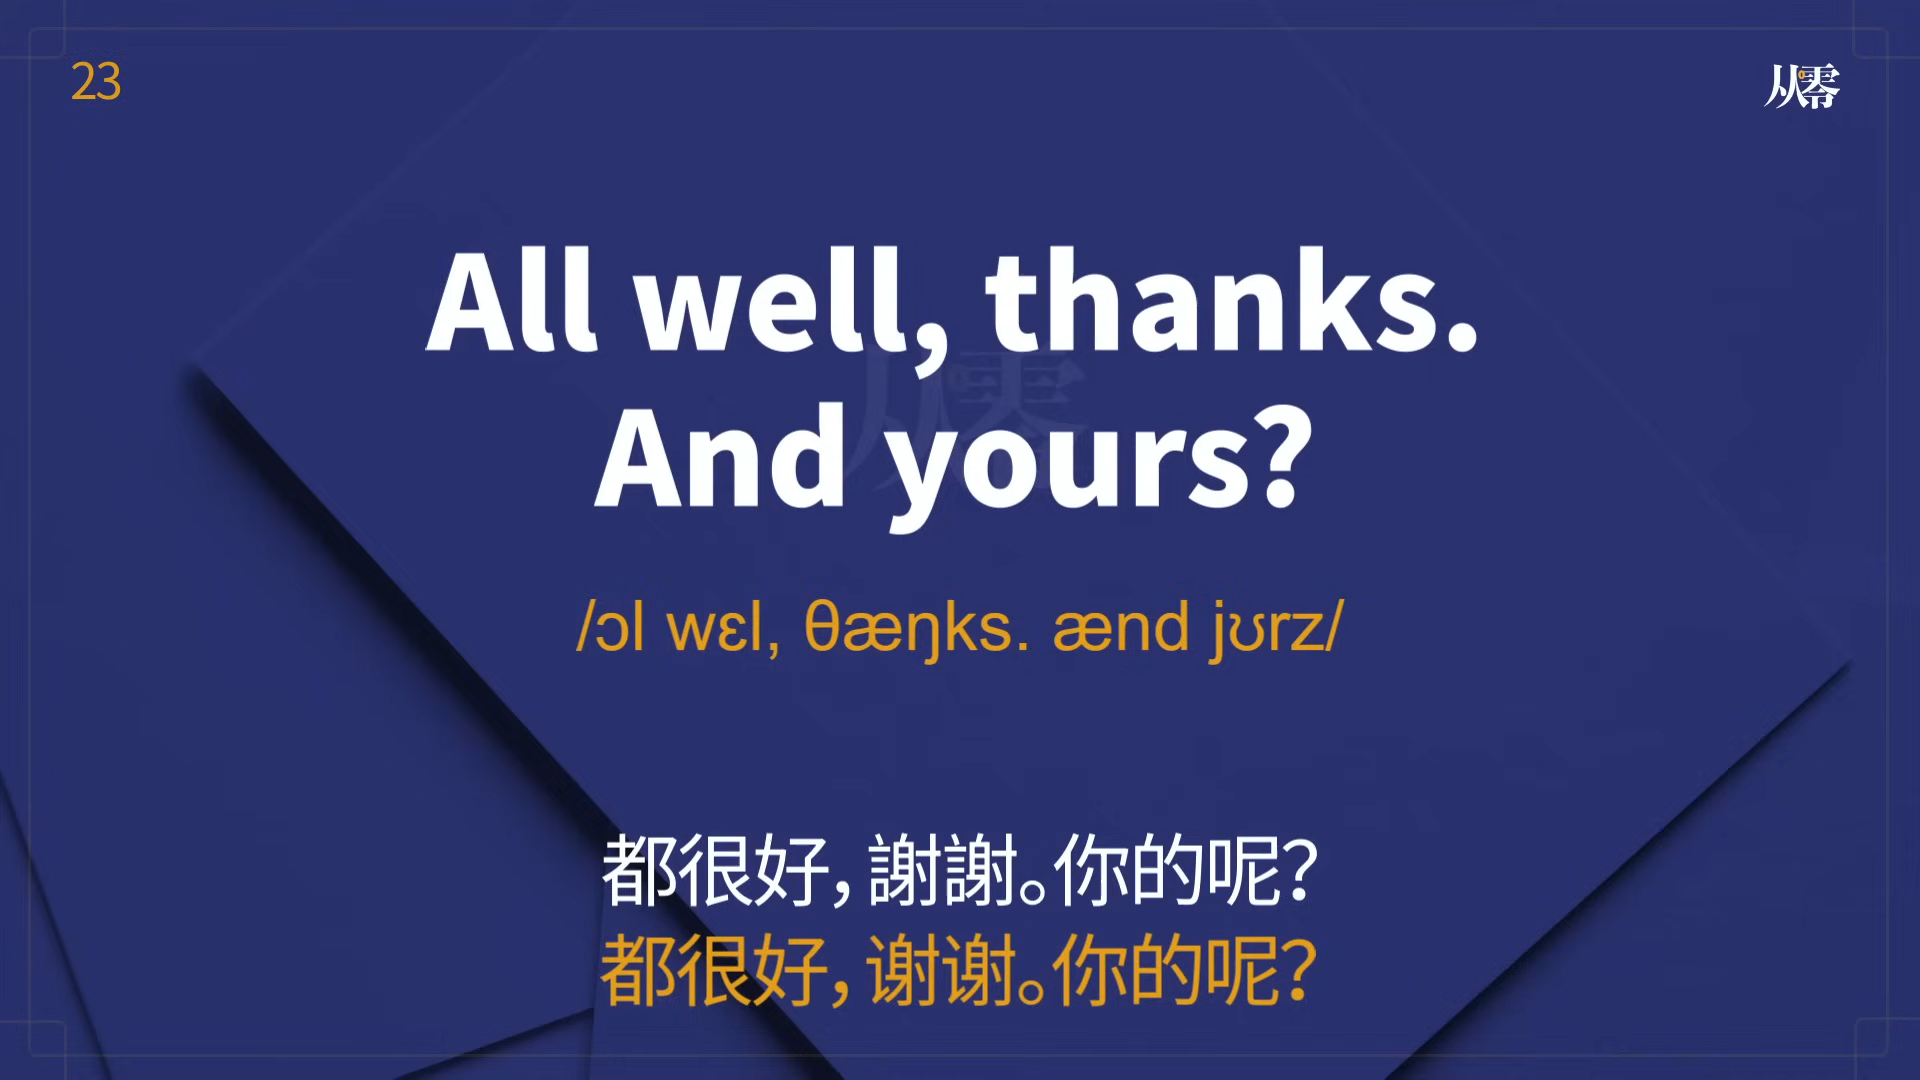 23
从零
All well, thanks.
And yours?
/ɔl wɛl, θæŋks. ænd jʊrz/
都很好，謝謝。你的呢？
都很好，谢谢。你的呢？